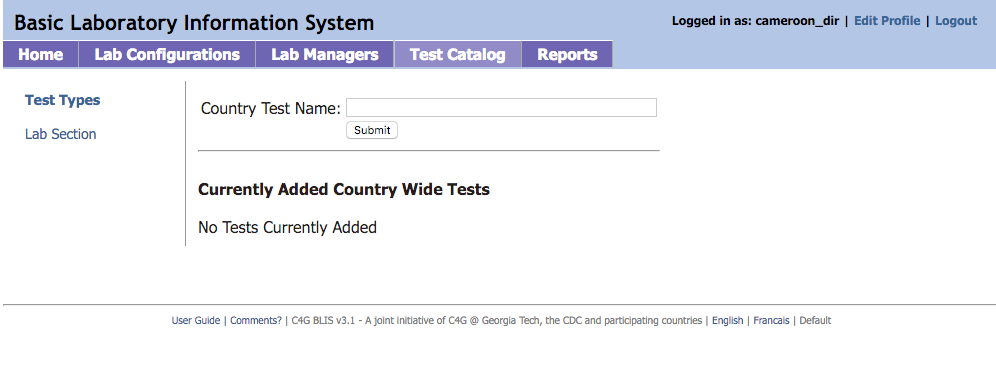 Basic Laboratory Information System
Logged in as: cameroon_dir | Edit Profile | Logout
Home Lab Configurations Lab Managers Test Catalog Reports
Test Types
Lab Section
Country Test Name:
Submit
Currently Added Country Wide Tests
No Tests Currently Added
User Guide | Comments? | C4G BLIS v3.1 - A joint initiative of C4G @ Georgia Tech, the CDC and participating countries | English | Francais | Default